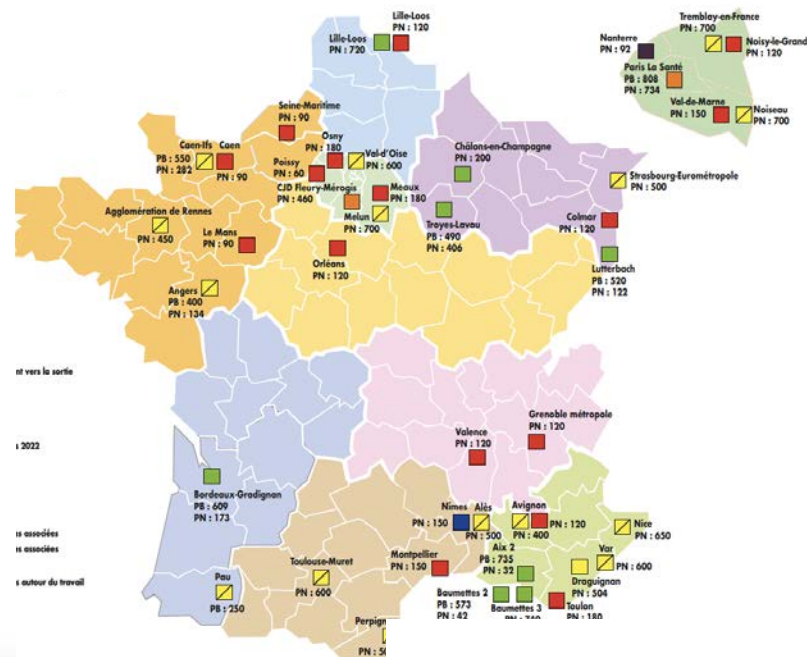 Lille-Loos
PN : 120
Lille-Loos
PN : 720
Tremblay-en-France
PN : 700
Nanterre
PN : 92
Noisy-le-Grand
PN : 120
Paris La Santé
PB : 808
PN : 734
Val-de-Marne
PN : 150
Noiseau
PN : 700
Seine-Maritime
PN : 90
Caen-Ifs
PB : 550
PN : 282
Caen
PN : 90
Osny
PN : 180
Val-d'Oise
PN : 600
Poissy
PN : 60
CJD Fleury-Mérogis
PN : 460
Meaux
PN : 180
Melun
PN : 700
Châlons-en-Champagne
PN : 200
Troyes-Lavau
PB : 490
PN : 406
Strasbourg-Eurométropole
PN : 500
Colmar
PN : 120
Lutterbach
PB : 520
PN : 122
Agglomération de Rennes
PN : 450
Le Mans
PN : 90
Orléans
PN : 120
Angers
PB : 400
PN : 134
nt vers la sortie
2022
es associées
es associées
s autour du travail
Grenoble métropole
PN : 120
Valence
PN : 120
Bordeaux-Gradignan
PB : 609
PN : 173
Nîmes
PN : 150
Alès
PN : 500
Avignon
PN : 400
PN : 120
Nice
PN : 650
Aix 2
PB : 735
PN : 32
Var
PN : 600
Draguignan
PN : 504
Montpellier
PN : 150
Toulouse-Muret
PN : 600
Pau
PB : 250
Baumettes 2
PB : 573
PN : 42
Baumettes 3
PN : 740
Toulon
PN : 180
Perpign
PN : 50